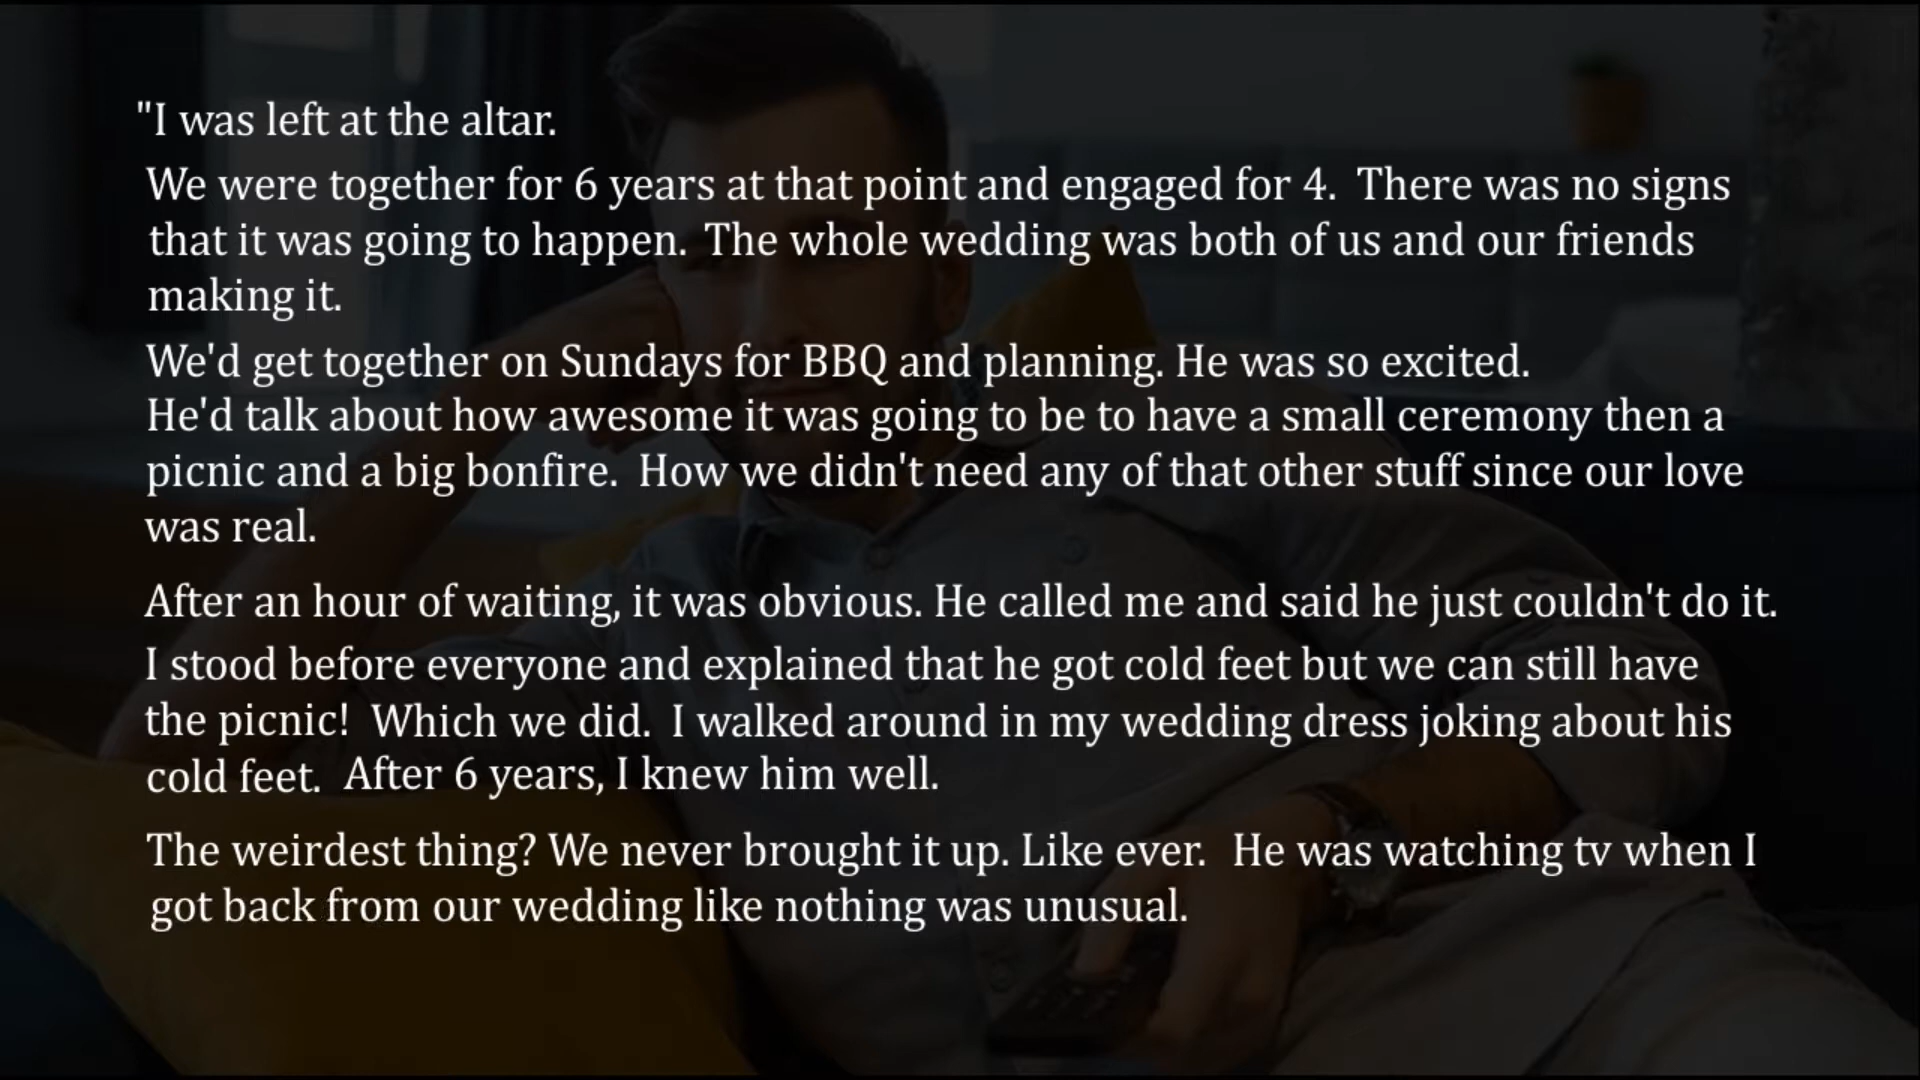 "I was left at the altar.
We were together for 6 years at that point and engaged for 4. There was no signs
that it was going to happen. The whole wedding was both of us and our friends
making it.
We'd get together on Sundays for BBQ and planning. He was so excited.
He'd talk about how awesome it was going to be to have a small ceremony then a
picnic and a big bonfire. How we didn't need any of that other stuff since our love
was real.
After an hour of waiting, it was obvious. He called me and said he just couldn't do it.
I stood before everyone and explained that he got cold feet but we can still have
the picnic! Which we did. I walked around in my wedding dress joking about his
cold feet. After 6 years, I knew him well.
The weirdest thing? We never brought it up. Like ever. He was watching tv when I
got back from our wedding like nothing was unusual.